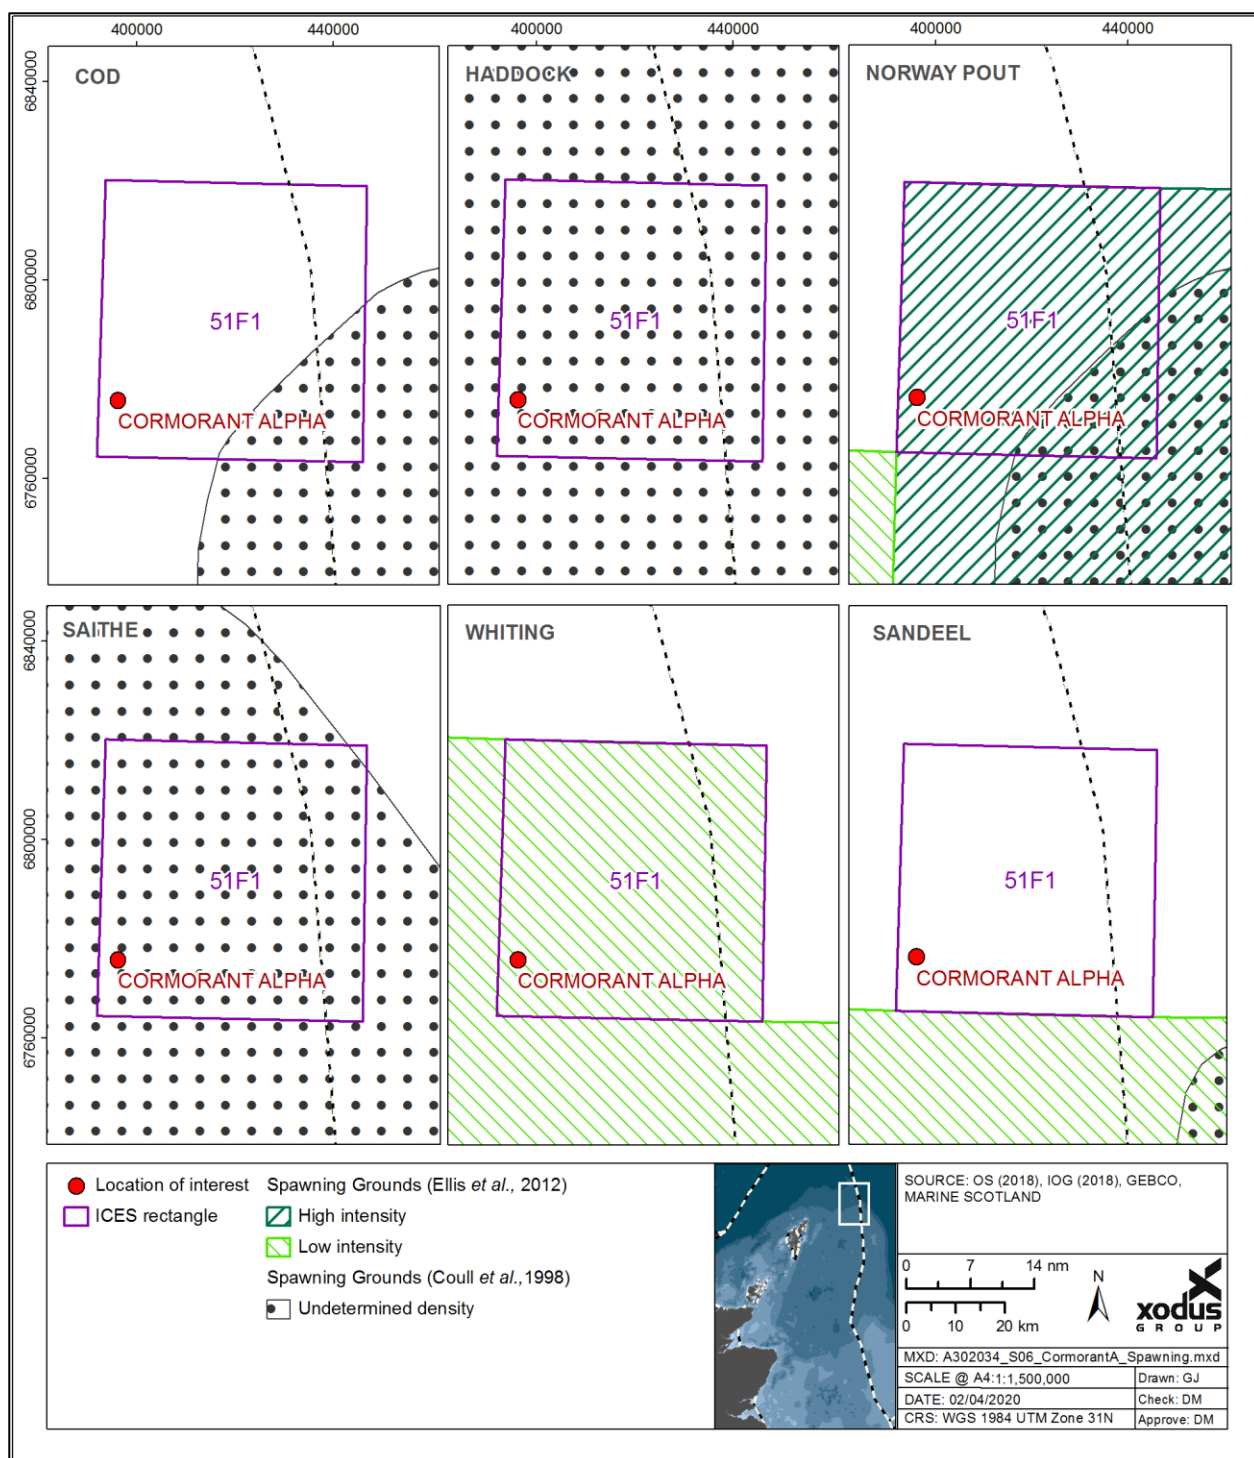 400000 440000 400000 440000 400000 440000
6840000
6800000
6760000
COD
51F1
CORMORANT ALPHA
HADDOCK
51F1
CORMORANT ALPHA
NORWAY POUT
51F1
CORMORANT ALPHA
6840000
6800000
6760000
SAITHE
51F1
CORMORANT ALPHA
WHITING
51F1
CORMORANT ALPHA
SANDEEL
51F1
CORMORANT ALPHA
Location of interest
ICES rectangle
Spawning Grounds (Ellis et al., 2012)
High intensity
Low intensity
Spawning Grounds (Coull et al.,1998)
Undetermined density
SOURCE: OS (2018), IOG (2018), GEBCO,
MARINE SCOTLAND
0 7 14 nm
0 10 20 km
N
xodus
GROUP
MXD: A302034_S06_CormorantA_Spawning.mxd
SCALE @ A4:1:1,500,000
Drawn: GJ
DATE: 02/04/2020
Check: DM
CRS: WGS 1984 UTM Zone 31N
Approve: DM